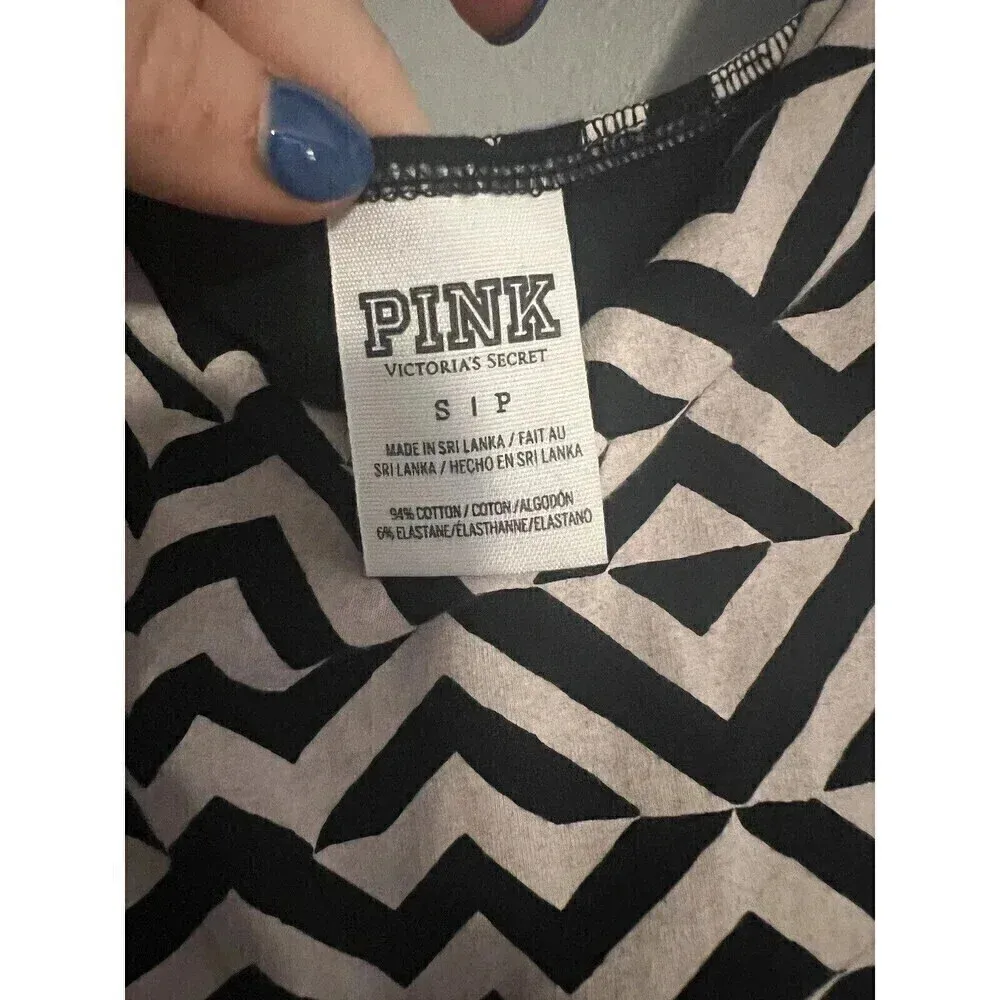 PINK
VICTORIA'S SECRET
S | P
MADE IN SRI LANKA / FAIT AU
SRI LANKA / HECHO EN SRI LANKA
94% COTTON / COTON / ALGODÓN
6% ELASTANE/ÉLASTHANNE/ELASTANO